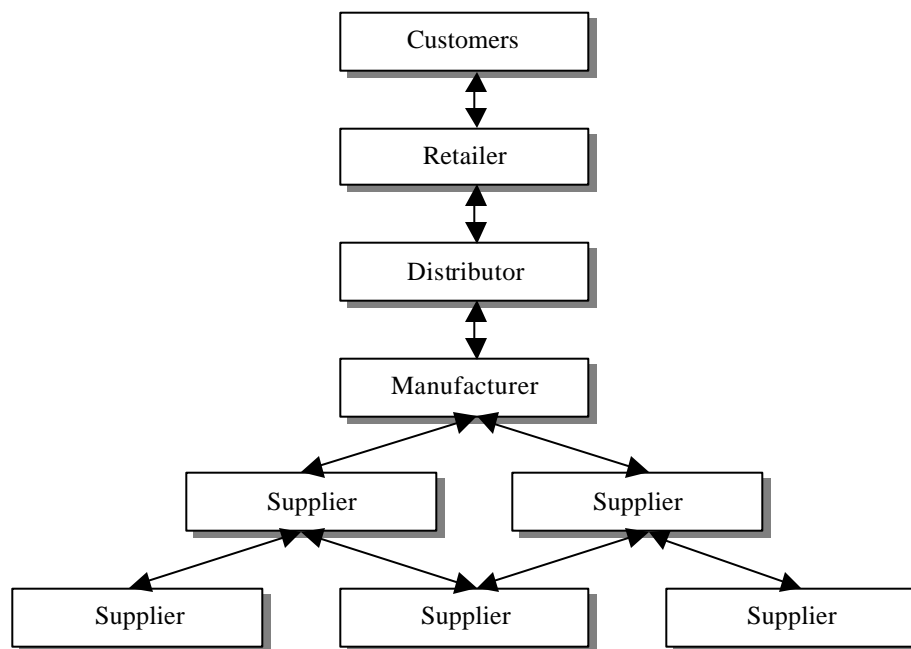 Customers
Retailer
Distributor
Manufacturer
Supplier
Supplier
Supplier
Supplier
Supplier